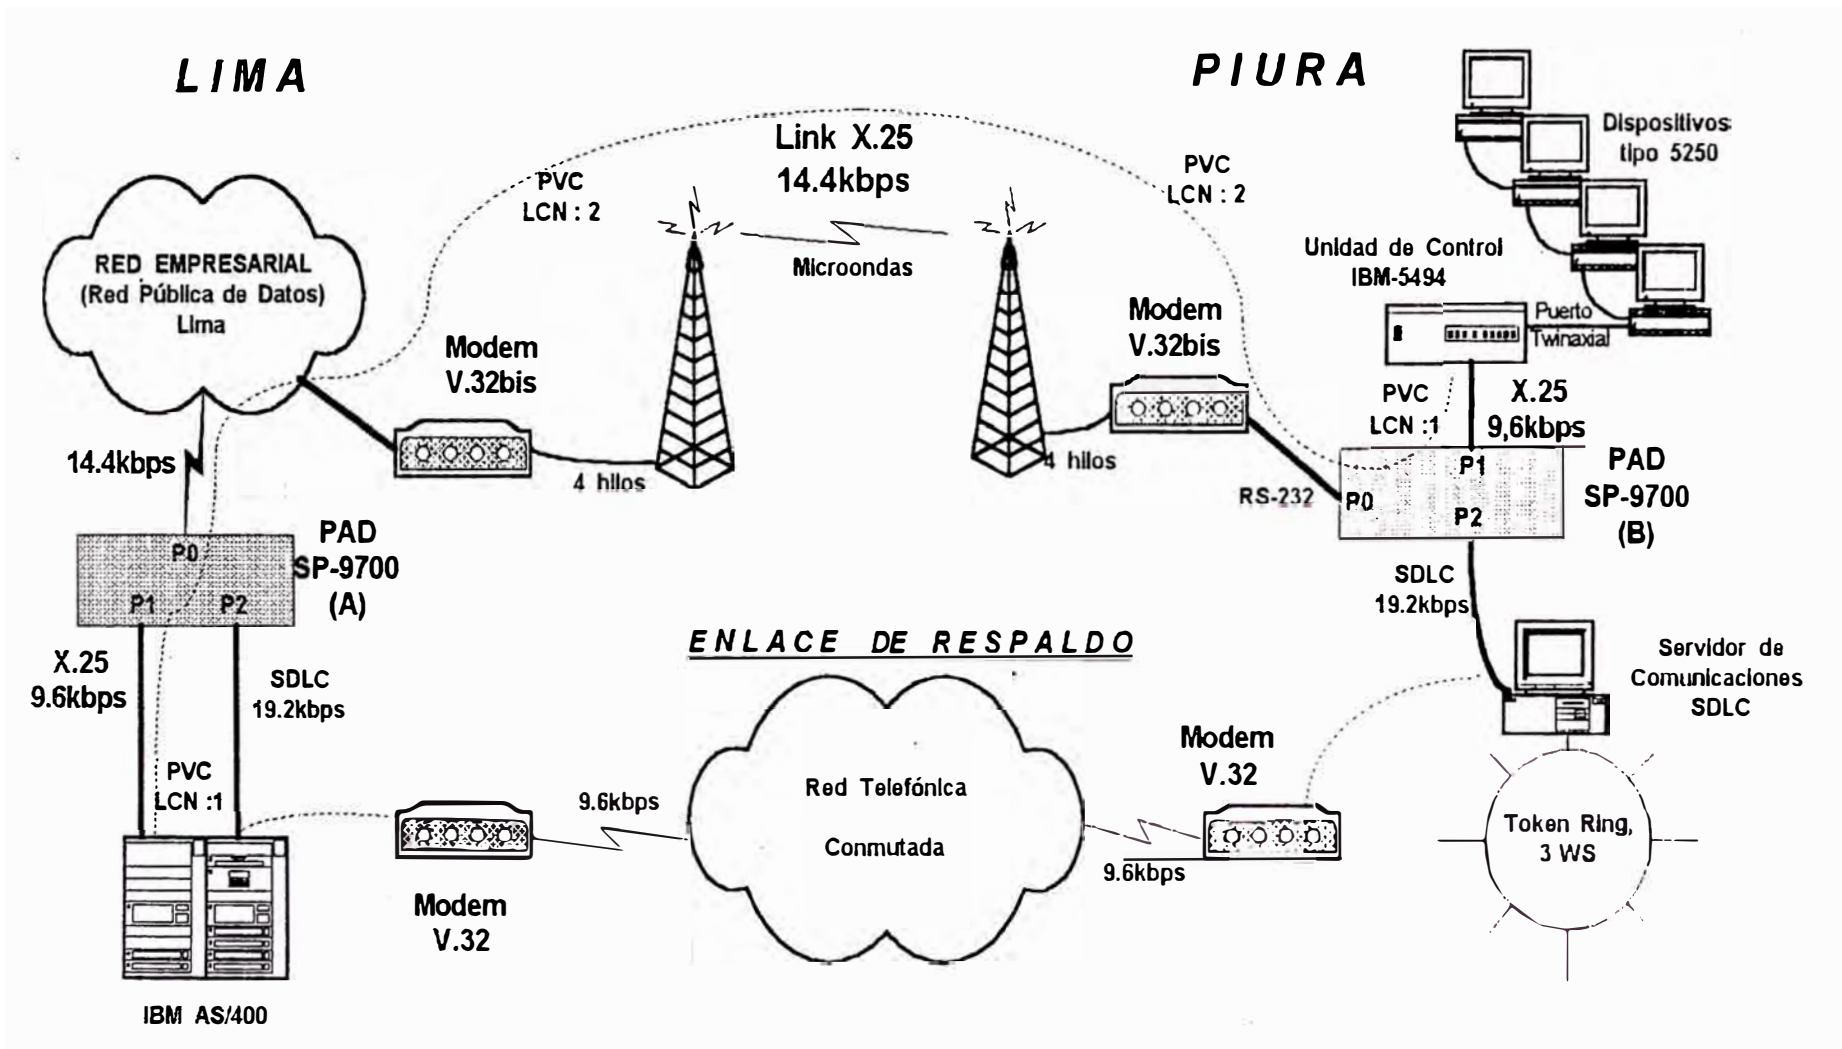 LIMA
PIURA
Link X.25
14.4kbps
PVC
LCN : 2
PVC
LCN : 2
Dispositivos
tipo 5250
RED EMPRESARIAL
(Red Pública de Datos)
Lima
Microondas
Unidad de Control
IBM-5494
Puerto
Twinaxial
Modem
V.32bis
Modem
V.32bis
PVC
LCN :1
X.25
9,6kbps
14.4kbps
4 hilos
4 hilos
RS-232
P0
P1
P2
PAD
SP-9700
(B)
P0
P1
P2
PAD
SP-9700
(A)
SDLC
19.2kbps
X.25
9.6kbps
SDLC
19.2kbps
ENLACE DE RESPALDO
Servidor de
Comunicaciones
SDLC
PVC
LCN :1
9.6kbps
Red Telefónica
Conmutada
Modem
V.32
9.6kbps
Token Ring,
3 WS
Modem
V.32
IBM AS/400